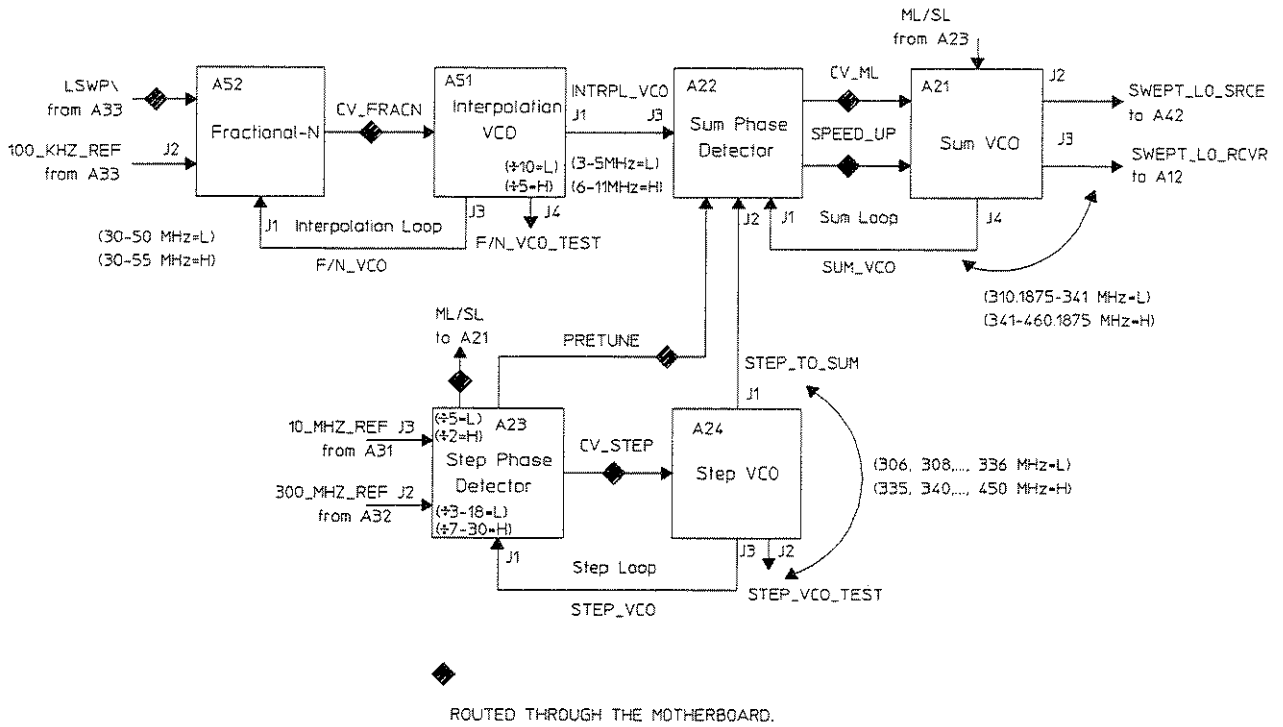 ML/SL
from A23
LSWP\
from A33
100_KHZ_REF
from A33
J2
A52
Fractional-N
J1
CV_FRACN
A51
Interpolation
VCO
(÷10=L)
(÷5=H)
J3
J4
F/N_VCO_TEST
Interpolation Loop
F/N_VCO
(30-50 MHz=L)
(30-55 MHz=H)
INTRPL_VCO
J1
J3
(3-5MHz=L)
(6-11MHz=H)
A22
Sum Phase
Detector
J2
J1
CV_ML
SPEED_UP
A21
Sum VCO
J2
J3
J4
SWEPT_LO_SRCE
to A42
SWEPT_LO_RCVR
to A12
Sum Loop
SUM_VCO
(310.1875-341 MHz=L)
(341-460.1875 MHz=H)
ML/SL
to A21
PRETUNE
STEP_TO_SUM
J1
10_MHZ_REF J3
from A31
300_MHZ_REF J2
from A32
(÷5=L)
(÷2=H)
A23
Step Phase
Detector
(÷3-18=L)
(÷7-30=H)
J1
CV_STEP
A24
Step VCO
J3
J2
Step Loop
STEP_VCO
STEP_VCO_TEST
(306, 308,..., 336 MHz=L)
(335, 340,..., 450 MHz=H)
ROUTED THROUGH THE MOTHERBOARD.